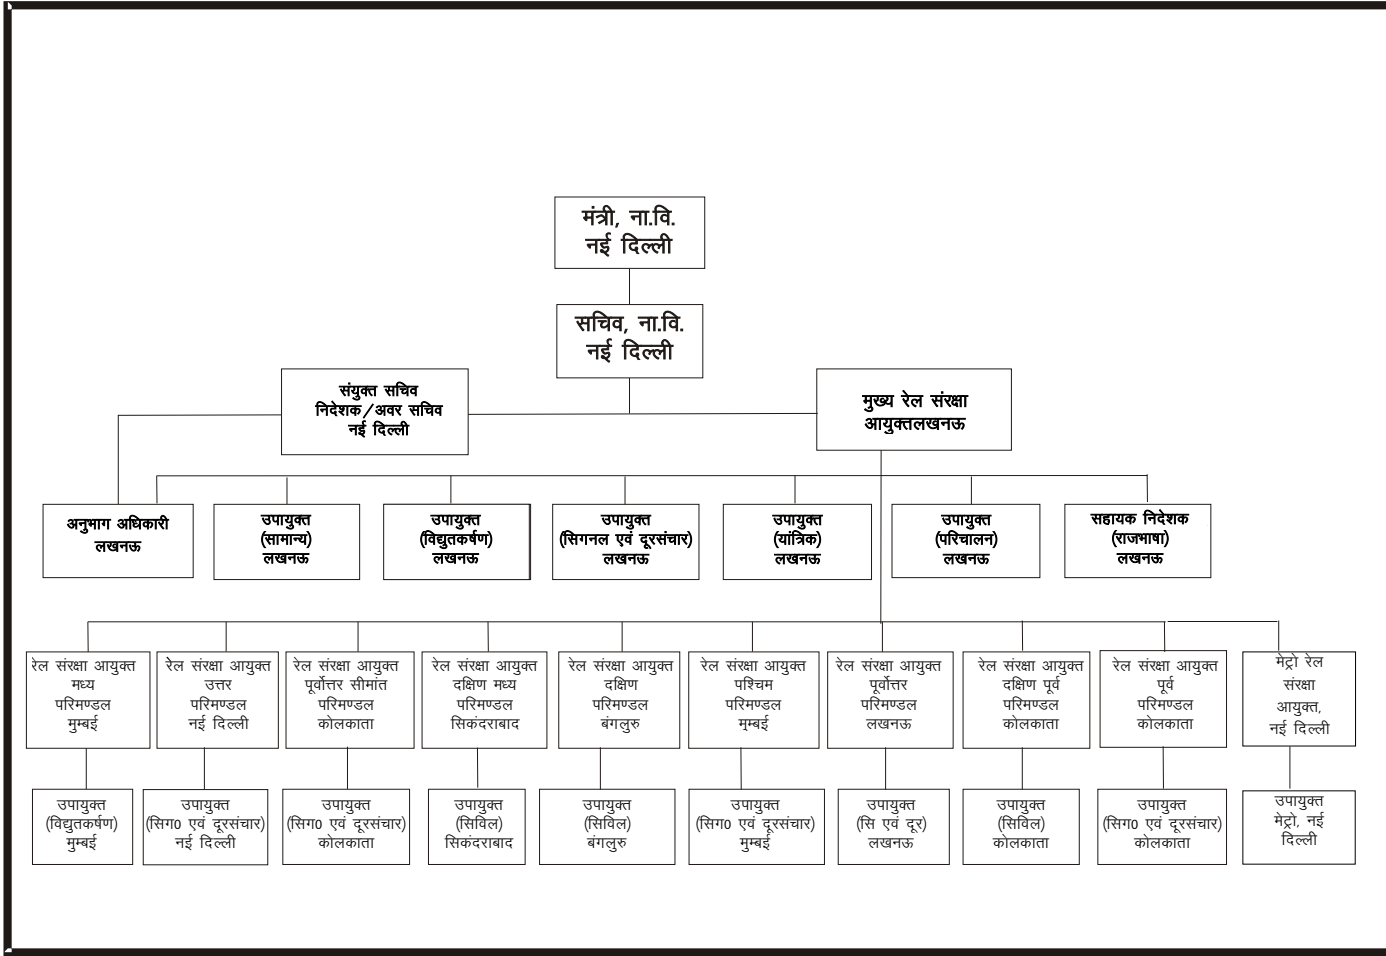 मंत्री, ना.वि.
नई दिल्ली
सचिव, ना.वि.
नई दिल्ली
संयुक्त सचिव
निदेशक/अवर सचिव
नई दिल्ली
मुख्य रेल संरक्षा
आयुक्तलखनऊ
अनुभाग अधिकारी
लखनऊ
उपायुक्त
(सामान्य)
लखनऊ
उपायुक्त
(विद्युतकर्षण)
लखनऊ
उपायुक्त
(सिगनल एवं दूरसंचार)
लखनऊ
उपायुक्त
(यांत्रिक)
लखनऊ
उपायुक्त
(परिचालन)
लखनऊ
सहायक निदेशक
(राजभाषा)
लखनऊ
रेल संरक्षा आयुक्त
मध्य
परिमण्डल
मुम्बई
रेल संरक्षा आयुक्त
उत्तर
परिमण्डल
नई दिल्ली
रेल संरक्षा आयुक्त
पूर्वोत्तर सीमांत
परिमण्डल
कोलकाता
रेल संरक्षा आयुक्त
दक्षिण मध्य
परिमण्डल
सिकंदराबाद
रेल संरक्षा आयुक्त
दक्षिण
परिमण्डल
बंगलुरु
रेल संरक्षा आयुक्त
पश्चिम
परिमण्डल
मुम्बई
रेल संरक्षा आयुक्त
पूर्वोत्तर
परिमण्डल
लखनऊ
रेल संरक्षा आयुक्त
दक्षिण पूर्व
परिमण्डल
कोलकाता
रेल संरक्षा आयुक्त
पूर्व
परिमण्डल
कोलकाता
मेट्रो रेल
संरक्षा
आयुक्त,
नई दिल्ली
उपायुक्त
(विद्युतकर्षण)
मुम्बई
उपायुक्त
(सिग0 एवं दूरसंचार)
नई दिल्ली
उपायुक्त
(सिग0 एवं दूरसंचार)
कोलकाता
उपायुक्त
(सिविल)
सिकंदराबाद
उपायुक्त
(सिविल)
बंगलुरु
उपायुक्त
(सिग0 एवं दूरसंचार)
मुम्बई
उपायुक्त
(सि एवं दूर)
लखनऊ
उपायुक्त
(सिविल)
कोलकाता
उपायुक्त
(सिग0 एवं दूरसंचार)
कोलकाता
उपायुक्त
मेट्रो, नई
दिल्ली